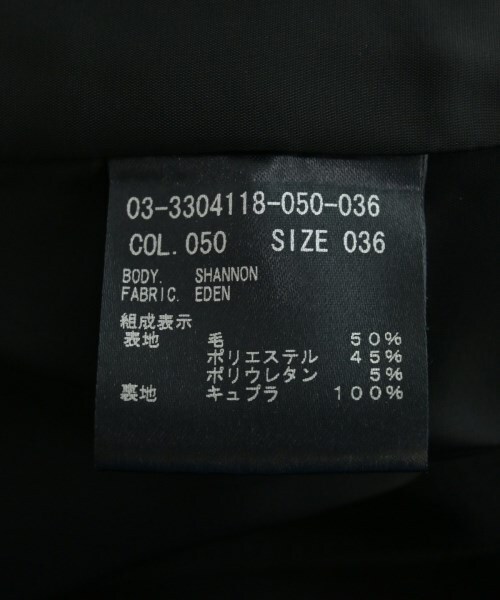 03-3304118-050-036
COL.050 SIZE 036
BODY. SHANNON
FABRIC. EDEN
組成表示
表地 毛 50%
ポリエステル 45%
ポリウレタン 5%
裏地 キュプラ 100%